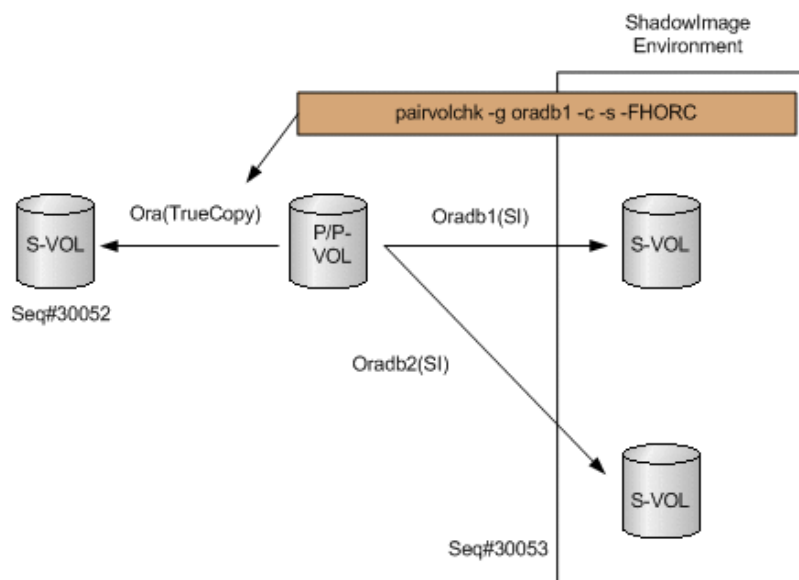 ShadowImage
Environment
pairvolchk -g oradb1 -c -s -FHORC
Ora(TrueCopy)
Oradb1(SI)
S-VOL
P/P-
VOL
S-VOL
Seq#30052
Oradb2(SI)
S-VOL
Seq#30053